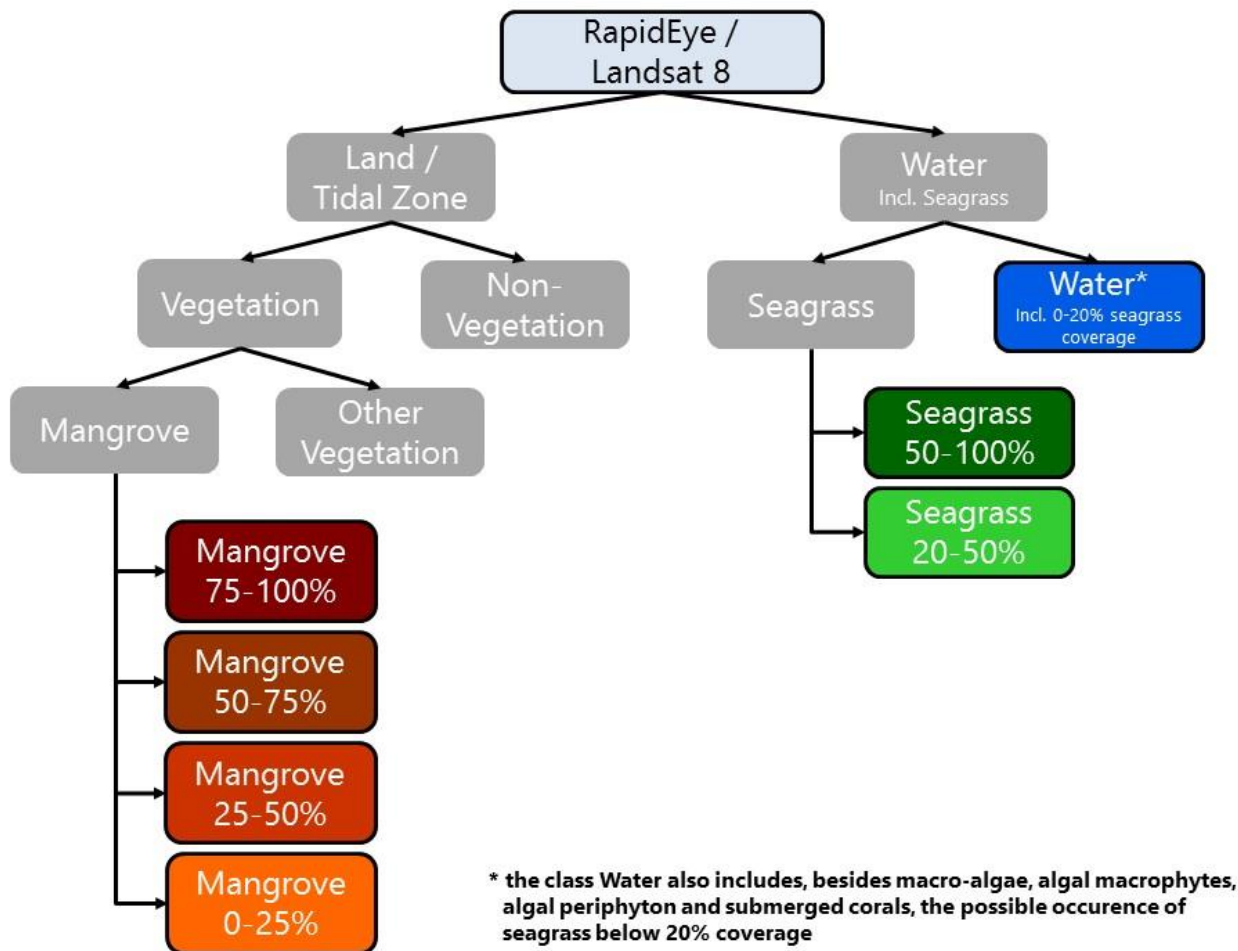 RapidEye /
Landsat 8
Land /
Tidal Zone
Water
Incl. Seagrass
Vegetation
Non-
Vegetation
Seagrass
Water*
Incl. 0-20% seagrass
coverage
Mangrove
Other
Vegetation
Seagrass
50-100%
Seagrass
20-50%
Mangrove
75-100%
Mangrove
50-75%
Mangrove
25-50%
Mangrove
0-25%
* the class Water also includes, besides macro-algae, algal macrophytes,
algal periphyton and submerged corals, the possible occurence of
seagrass below 20% coverage